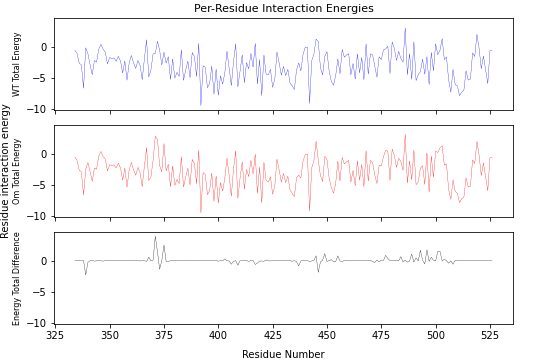 Per-Residue Interaction Energies
Residue interaction energy
WT Total Energy
0
−5
−10
Om Total Energy
0
−5
−10
Energy Total Difference
0
−5
−10
325 350 375 400 425 450 475 500 525
Residue Number